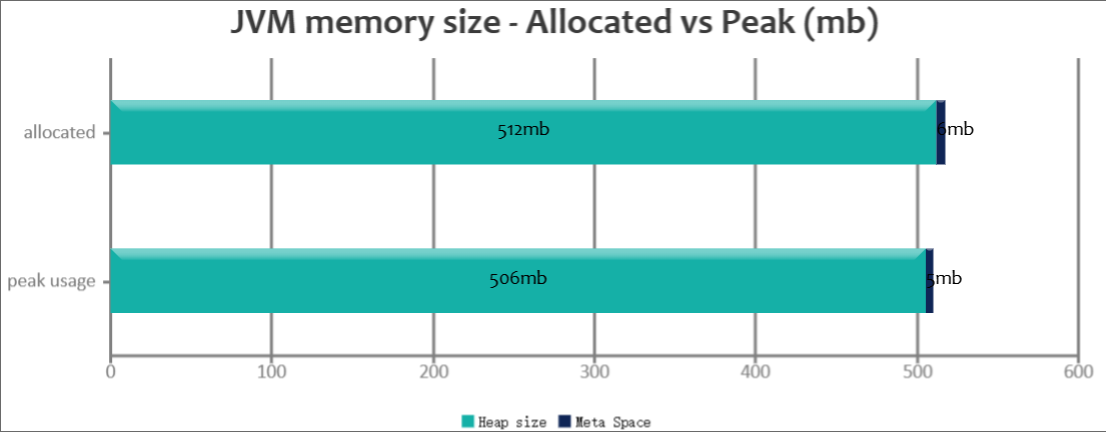 JVM memory size - Allocated vs Peak (mb)
allocated
512mb
6mb
peak usage
506mb
5mb
0 100 200 300 400 500 600
Heap size Meta Space